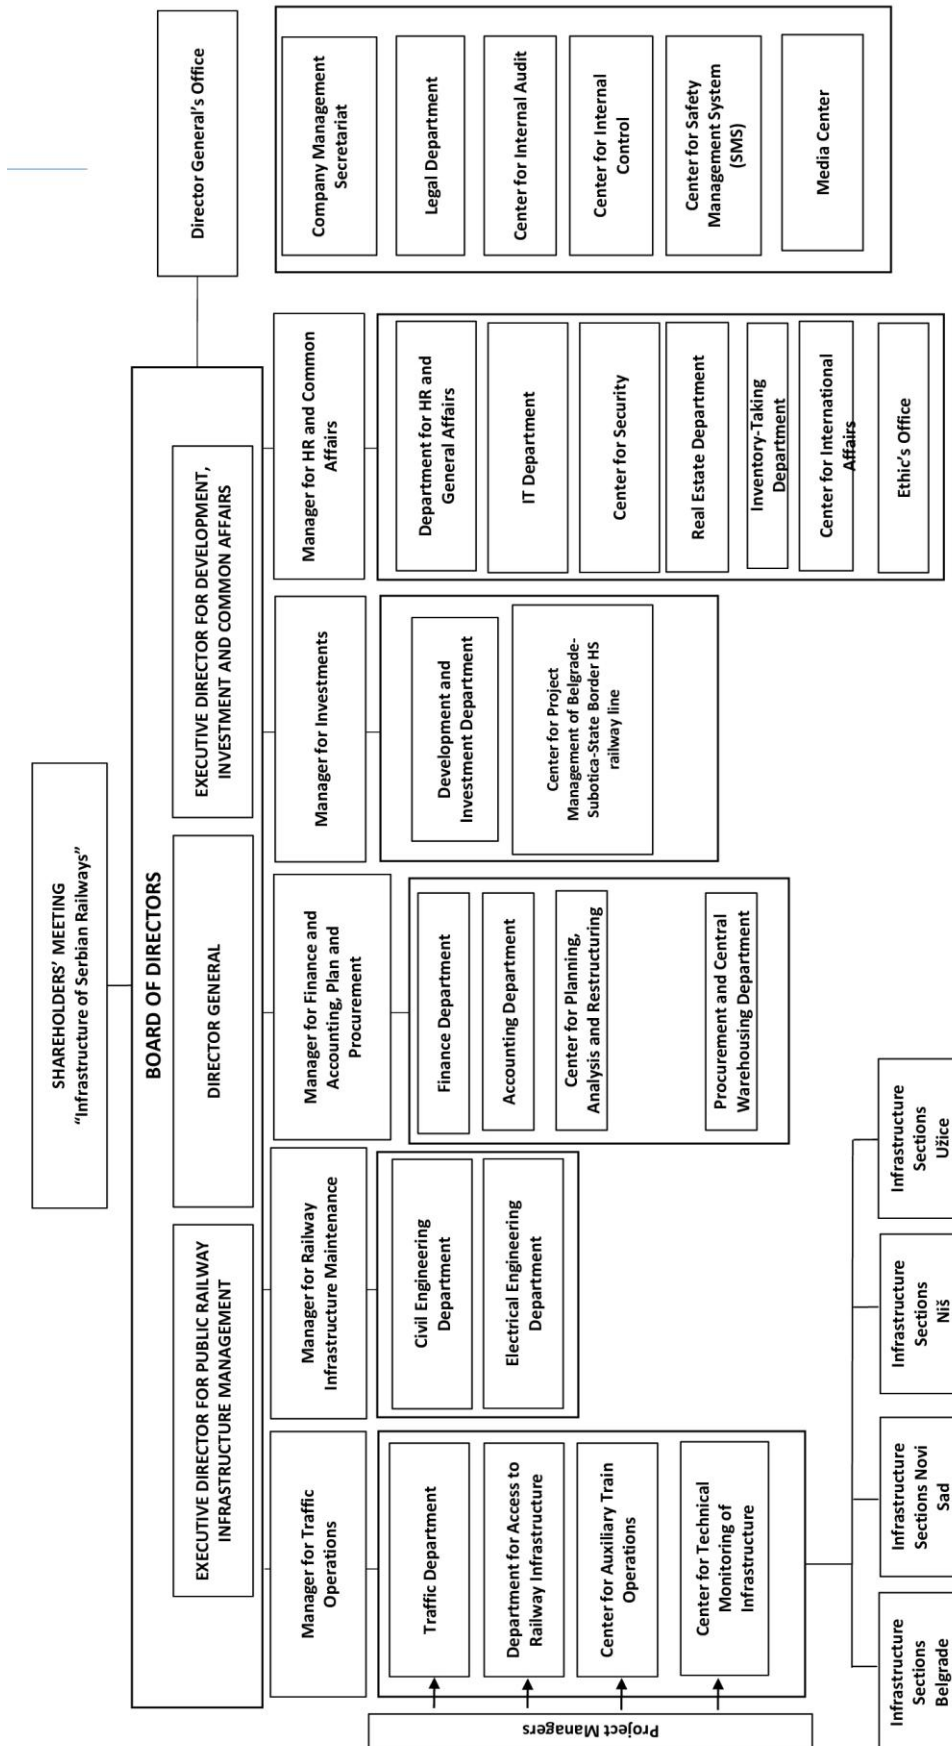 SHAREHOLDERS' MEETING
"Infrastructure of Serbian Railways"
BOARD OF DIRECTORS
EXECUTIVE DIRECTOR FOR PUBLIC RAILWAY
INFRASTRUCTURE MANAGEMENT
DIRECTOR GENERAL
EXECUTIVE DIRECTOR FOR DEVELOPMENT,
INVESTMENT AND COMMON AFFAIRS
Director General's Office
Manager for Traffic
Operations
Manager for Railway
Infrastructure Maintenance
Manager for Finance and
Accounting, Plan and
Procurement
Manager for Investments
Manager for HR and Common
Affairs
Project Managers
Traffic Department
Department for Access to
Railway Infrastructure
Center for Auxiliary Train
Operations
Center for Technical
Monitoring of
Infrastructure
Civil Engineering
Department
Electrical Engineering
Department
Finance Department
Accounting Department
Center for Planning,
Analysis and Restructuring
Procurement and Central
Warehousing Department
Development and
Investment Department
Center for Project
Management of Belgrade-
Subotica-State Border HS
railway line
Department for HR and
General Affairs
IT Department
Center for Security
Real Estate Department
Inventory-Taking
Department
Center for International
Affairs
Ethic's Office
Company Management
Secretariat
Legal Department
Center for Internal Audit
Center for Internal
Control
Center for Safety
Management System
(SMS)
Media Center
Infrastructure
Sections
Belgrade
Infrastructure
Sections Novi
Sad
Infrastructure
Sections
Niš
Infrastructure
Sections
Užice